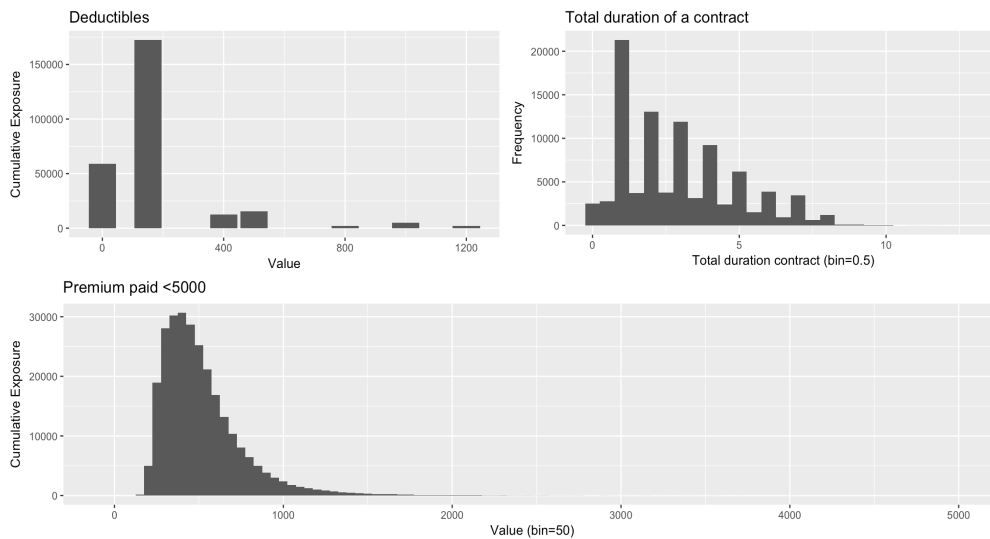 Deductibles
Cumulative Exposure
150000
100000
50000
0
0 400 800 1200
Value
Total duration of a contract
Frequency
20000
15000
10000
5000
0
0 5 10
Total duration contract (bin=0.5)
Premium paid <5000
Cumulative Exposure
30000
20000
10000
0
0 1000 2000 3000 4000 5000
Value (bin=50)